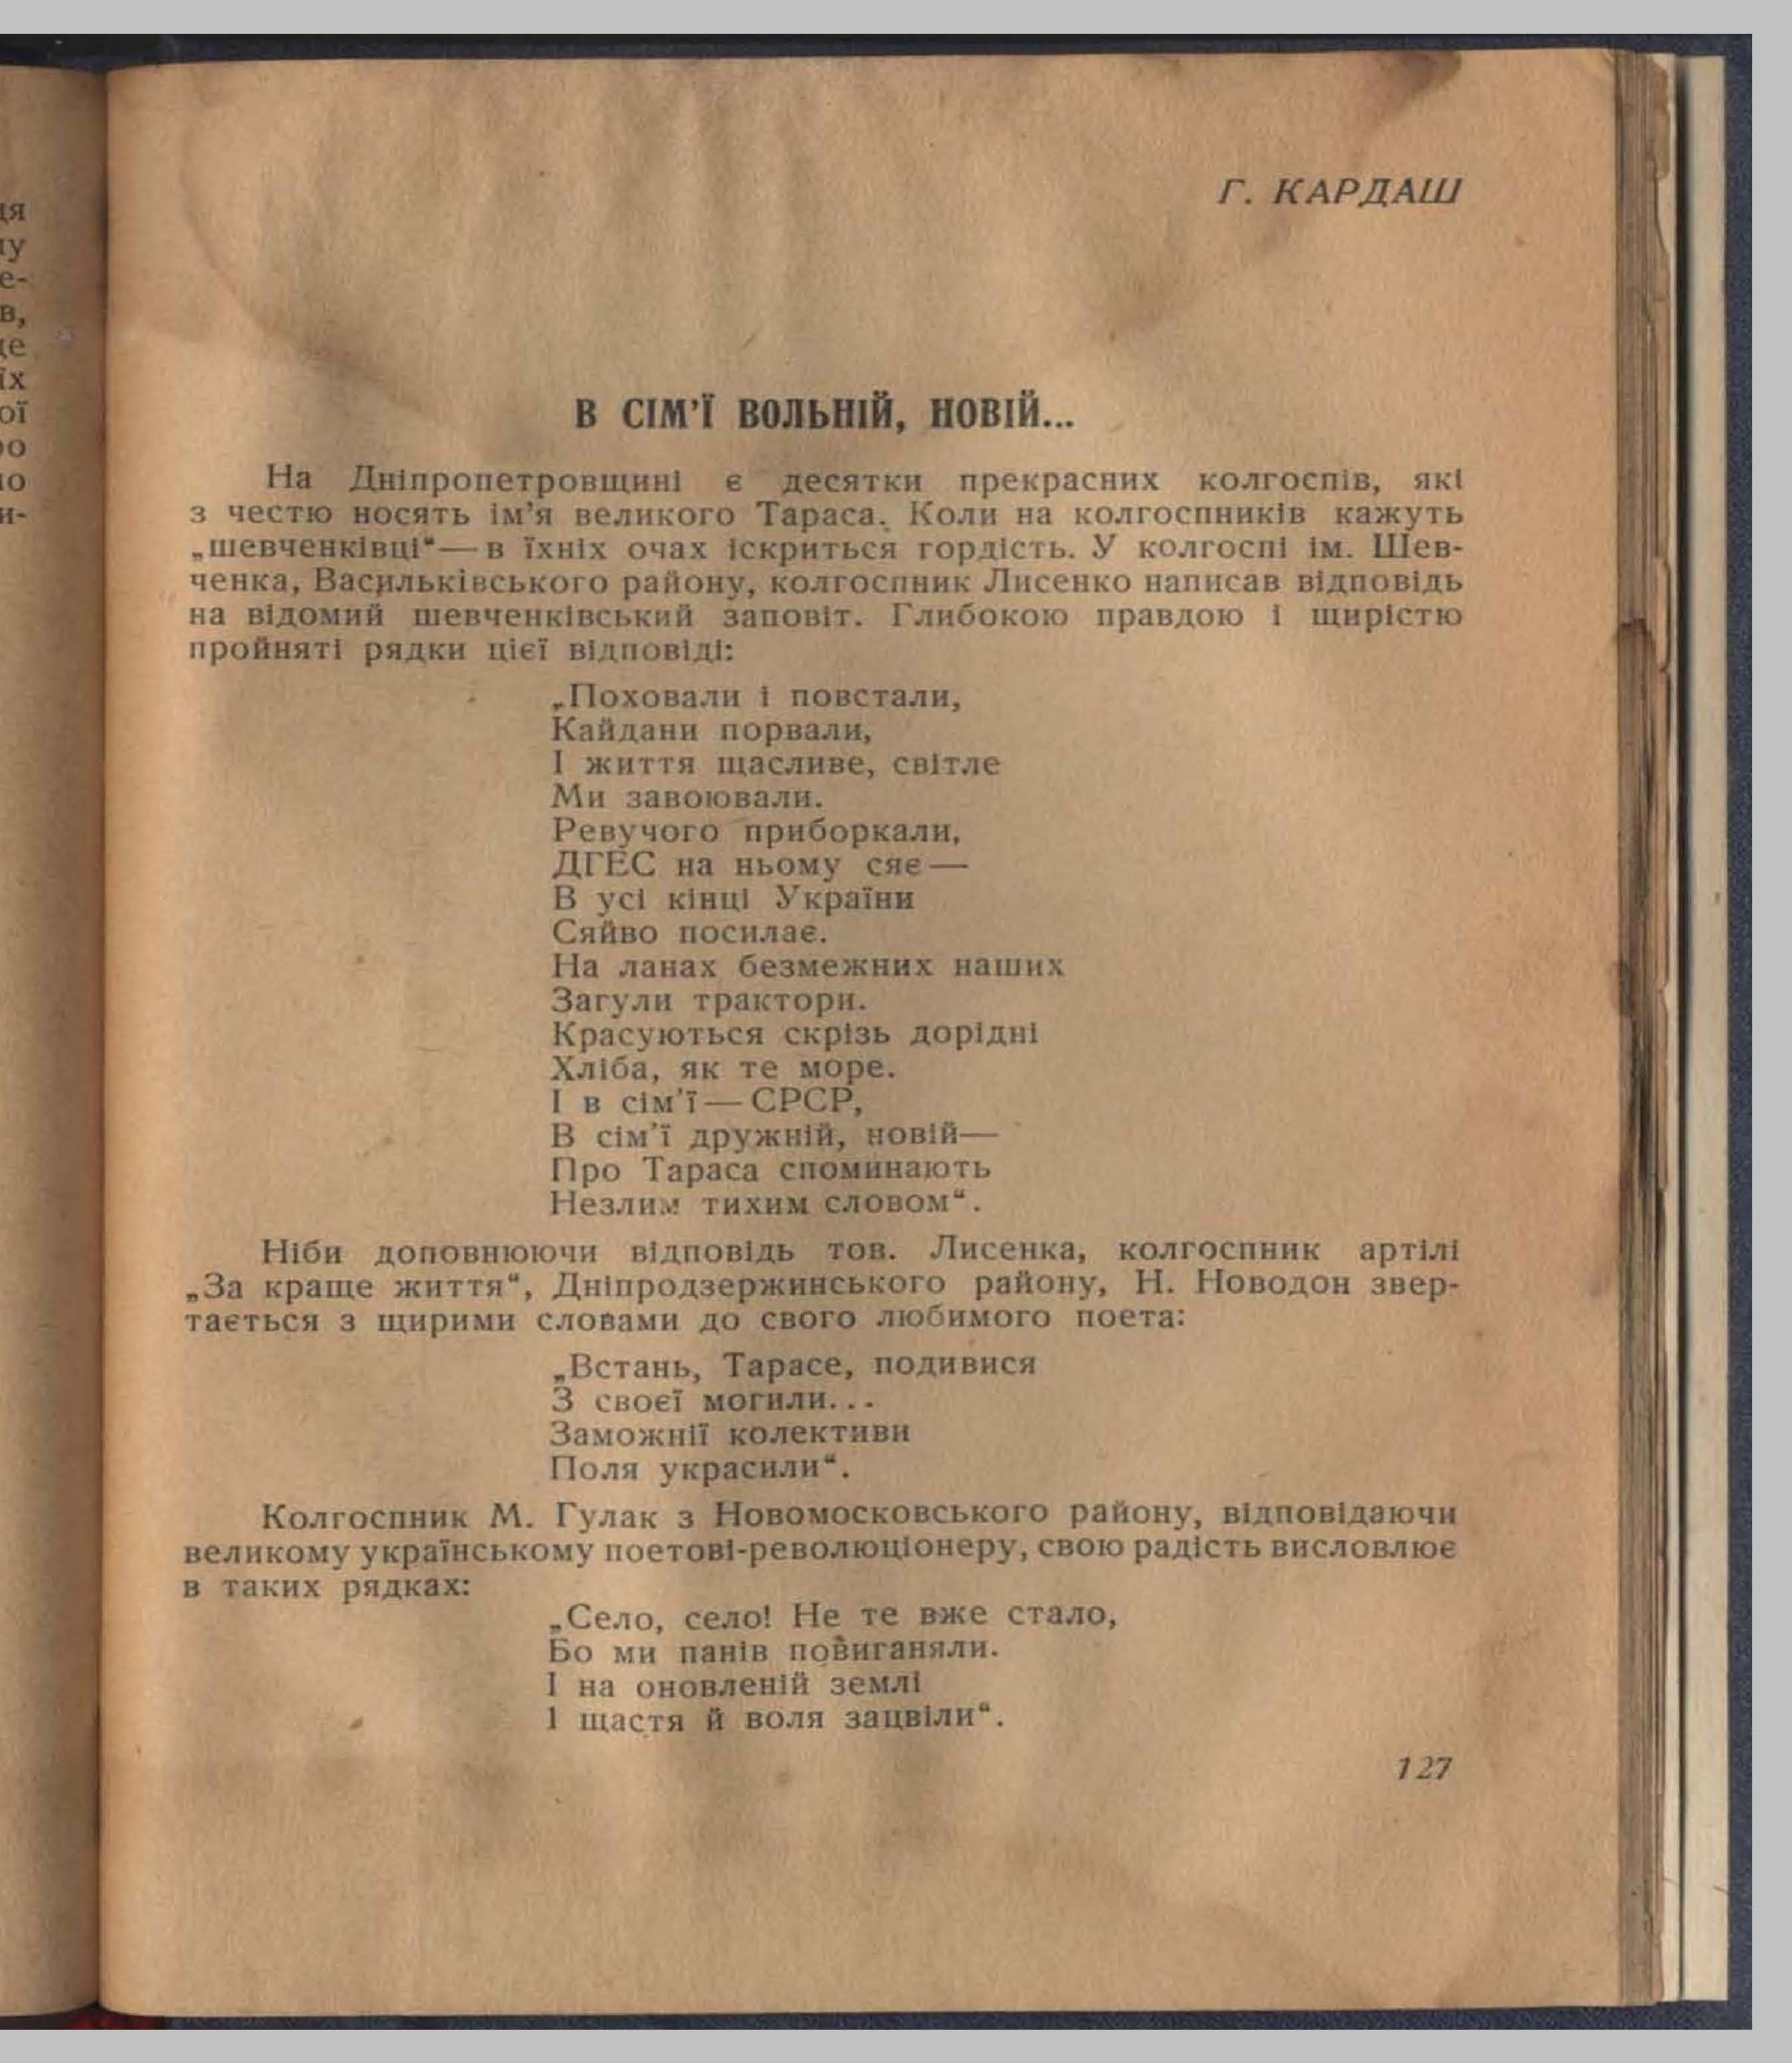 Г. КАРДАШ
В СІМ’Ї ВОЛЬНІЙ, НОВІЙ...
На Дніпропетровщині є десятки прекрасних колгоспів, які
з честю носять ім’я великого Тараса. Коли на колгоспників кажуть
„шевченківці“ — в їхніх очах іскриться гордість. У колгоспі ім. Шев-
ченка, Васильківського району, колгоспник Лисенко написав відповідь
на відомий шевченківський заповіт. Глибокою правдою і щирістю
пройняті рядки цієї відповіді:
„Поховали і повстали,
Кайдани порвали,
І життя щасливе, світле
Ми завоювали.
Ревучого приборкали,
ДГЕС на ньому сяє —
В усі кінці України
Сяйво посилає.
На ланах безмежних наших
Загули трактори.
Красуються скрізь дорідні
Хліба, як те море.
І в сім’ї — СРСР,
В сім’ї дружній, новій—
Про Тараса споминають
Незлим тихим словом“.
Ніби доповнюючи відповідь тов. Лисенка, колгоспник артілі
„За краще життя“, Дніпродзержинського району, Н. Новодон звер-
тається з щирими словами до свого любимого поета:
„Встань, Тарасе, подивися
З своєї могили...
Заможнії колективи
Поля украсили“.
Колгоспник М. Гулак з Новомосковського району, відповідаючи
великому українському поетові-революціонеру, свою радість висловлює
в таких рядках:
„Село, село! Не те вже стало,
Бо ми панів повиганяли.
І на оновленій землі
І щастя й воля зацвіли“.
127